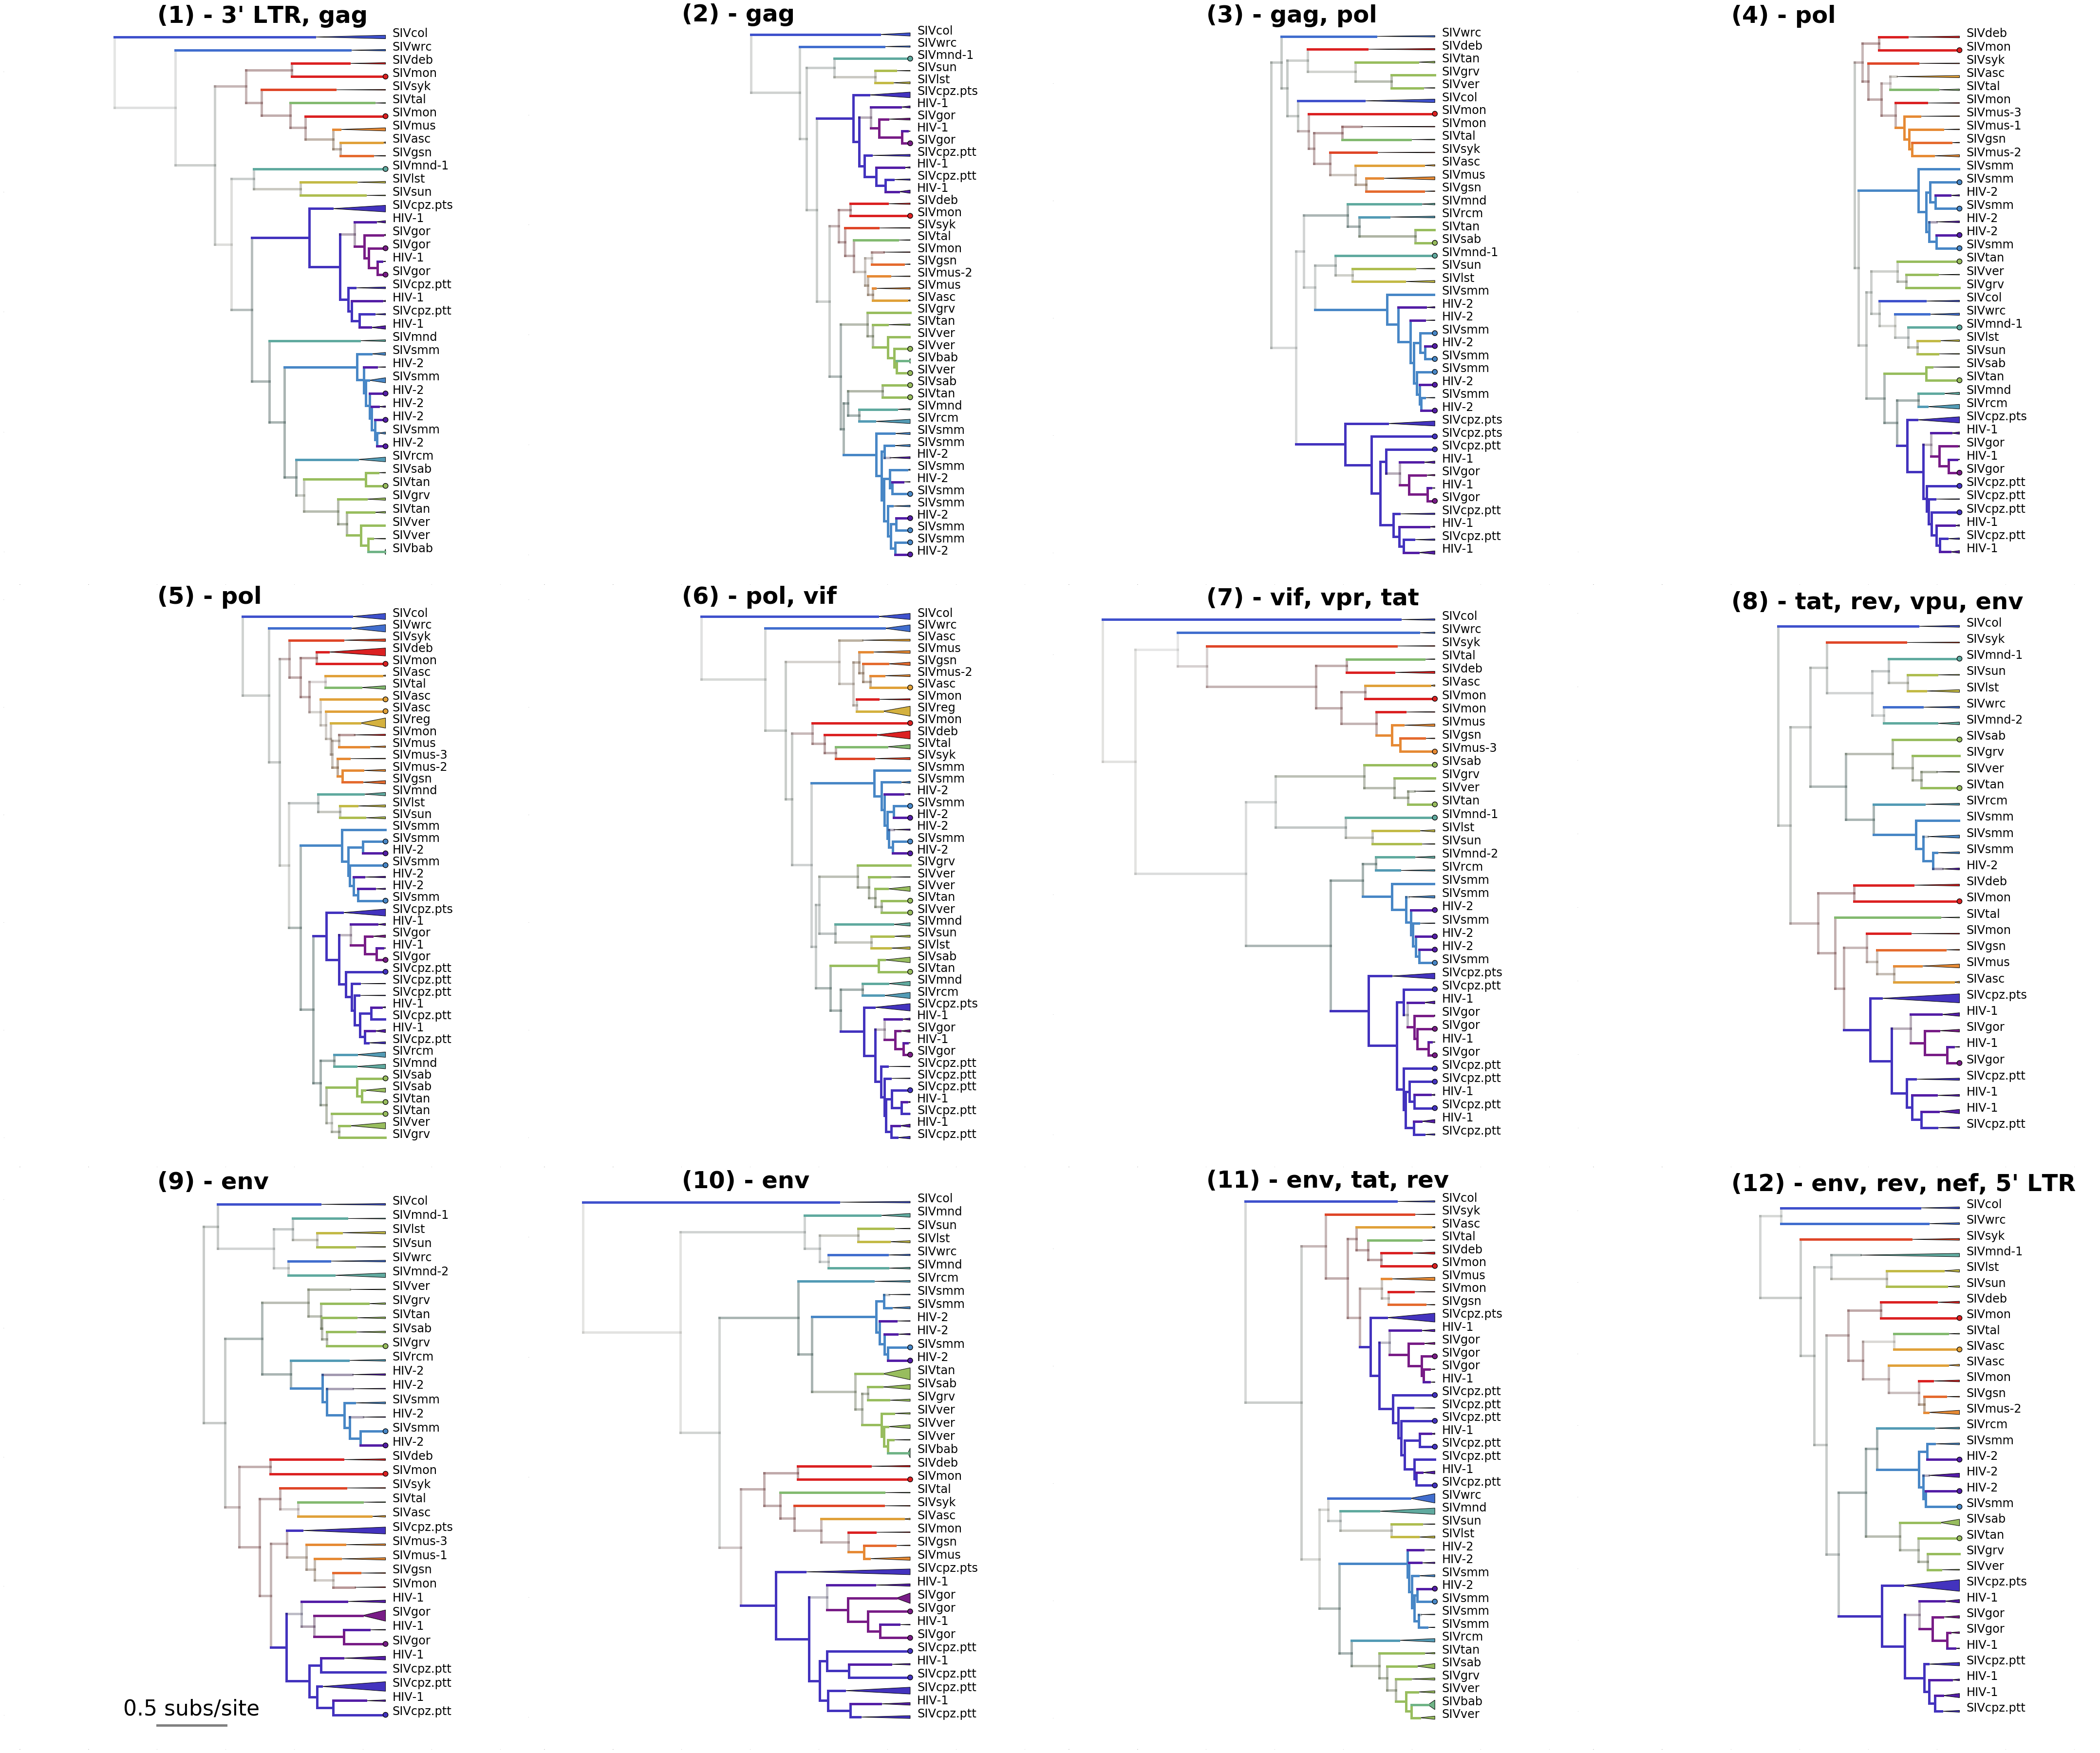 (1) - 3' LTR, gag
SIVcol
SIVwrc
SIVdeb
SIVmon
SIVsyk
SIVtal
SIVmon
SIVmus
SIVasc
SIVgsn
SIVmnd-1
SIVlst
SIVsun
SIVcpz.pts
HIV-1
SIVgor
SIVgor
HIV-1
SIVgor
SIVcpz.ptt
HIV-1
SIVcpz.ptt
HIV-1
SIVmnd
SIVsmm
HIV-2
SIVsmm
HIV-2
HIV-2
HIV-2
SIVsmm
HIV-2
SIVrcm
SIVsab
SIVtan
SIVgrv
SIVtan
SIVver
SIVver
SIVbab
(2) - gag
SIVcol
SIVwrc
SIVmnd-1
SIVsun
SIVlst
SIVcpz.pts
HIV-1
SIVgor
HIV-1
SIVgor
SIVcpz.ptt
HIV-1
SIVcpz.ptt
HIV-1
SIVdeb
SIVmon
SIVsyk
SIVtal
SIVmon
SIVgsn
SIVmus-2
SIVmus
SIVasc
SIVgrv
SIVtan
SIVver
SIVver
SIVbab
SIVver
SIVsab
SIVtan
SIVmnd
SIVrcm
SIVsmm
SIVsmm
HIV-2
SIVsmm
HIV-2
SIVsmm
SIVsmm
HIV-2
SIVsmm
SIVsmm
HIV-2
(3) - gag, pol
SIVwrc
SIVdeb
SIVtan
SIVgrv
SIVver
SIVcol
SIVmon
SIVmon
SIVtal
SIVsyk
SIVasc
SIVmus
SIVgsn
SIVmnd
SIVrcm
SIVtan
SIVsab
SIVmnd-1
SIVsun
SIVlst
SIVsmm
HIV-2
HIV-2
SIVsmm
HIV-2
SIVsmm
SIVsmm
HIV-2
SIVsmm
HIV-2
SIVcpz.pts
SIVcpz.pts
SIVcpz.ptt
HIV-1
SIVgor
HIV-1
SIVgor
SIVcpz.ptt
HIV-1
SIVcpz.ptt
HIV-1
(4) - pol
SIVdeb
SIVmon
SIVsyk
SIVasc
SIVtal
SIVmon
SIVmus-3
SIVmus-1
SIVgsn
SIVmus-2
SIVsmm
SIVsmm
HIV-2
SIVsmm
HIV-2
HIV-2
SIVsmm
SIVtan
SIVver
SIVgrv
SIVcol
SIVwrc
SIVmnd-1
SIVlst
SIVsun
SIVsab
SIVtan
SIVmnd
SIVrcm
SIVcpz.pts
HIV-1
SIVgor
HIV-1
SIVgor
SIVcpz.ptt
SIVcpz.ptt
SIVcpz.ptt
HIV-1
SIVcpz.ptt
HIV-1
(5) - pol
SIVcol
SIVwrc
SIVsyk
SIVdeb
SIVmon
SIVasc
SIVtal
SIVasc
SIVasc
SIVreg
SIVmon
SIVmus
SIVmus-3
SIVmus-2
SIVgsn
SIVmnd
SIVlst
SIVsun
SIVsmm
SIVsmm
HIV-2
SIVsmm
HIV-2
HIV-2
SIVsmm
SIVcpz.pts
HIV-1
SIVgor
HIV-1
SIVgor
SIVcpz.ptt
SIVcpz.ptt
SIVcpz.ptt
HIV-1
SIVcpz.ptt
HIV-1
SIVcpz.ptt
SIVrcm
SIVmnd
SIVsab
SIVsab
SIVtan
SIVtan
SIVver
SIVgrv
(6) - pol, vif
SIVcol
SIVwrc
SIVasc
SIVmus
SIVgsn
SIVmus-2
SIVasc
SIVmon
SIVreg
SIVmon
SIVdeb
SIVtal
SIVsyk
SIVsmm
SIVsmm
HIV-2
SIVsmm
HIV-2
HIV-2
SIVsmm
HIV-2
SIVgrv
SIVver
SIVver
SIVtan
SIVver
SIVmnd
SIVsun
SIVlst
SIVsab
SIVtan
SIVmnd
SIVrcm
SIVcpz.pts
HIV-1
SIVgor
HIV-1
SIVgor
SIVcpz.ptt
SIVcpz.ptt
SIVcpz.ptt
HIV-1
SIVcpz.ptt
HIV-1
SIVcpz.ptt
(7) - vif, vpr, tat
SIVcol
SIVwrc
SIVsyk
SIVtal
SIVdeb
SIVasc
SIVmon
SIVmon
SIVmus
SIVgsn
SIVmus-3
SIVsab
SIVgrv
SIVver
SIVtan
SIVmnd-1
SIVlst
SIVsun
SIVmnd-2
SIVrcm
SIVsmm
SIVsmm
HIV-2
SIVsmm
HIV-2
HIV-2
SIVsmm
SIVcpz.pts
SIVcpz.ptt
HIV-1
SIVgor
SIVgor
HIV-1
SIVgor
SIVcpz.ptt
SIVcpz.ptt
HIV-1
SIVcpz.ptt
HIV-1
SIVcpz.ptt
(8) - tat, rev, vpu, env
SIVcol
SIVsyk
SIVmnd-1
SIVsun
SIVlst
SIVwrc
SIVmnd-2
SIVsab
SIVgrv
SIVver
SIVtan
SIVrcm
SIVsmm
SIVsmm
SIVsmm
HIV-2
SIVdeb
SIVmon
SIVtal
SIVmon
SIVgsn
SIVmus
SIVasc
SIVcpz.pts
HIV-1
SIVgor
HIV-1
SIVgor
SIVcpz.ptt
HIV-1
HIV-1
SIVcpz.ptt
(9) - env
SIVcol
SIVmnd-1
SIVlst
SIVsun
SIVwrc
SIVmnd-2
SIVver
SIVgrv
SIVtan
SIVsab
SIVgrv
SIVrcm
HIV-2
HIV-2
SIVsmm
HIV-2
SIVsmm
HIV-2
SIVdeb
SIVmon
SIVsyk
SIVtal
SIVasc
SIVcpz.pts
SIVmus-3
SIVmus-1
SIVgsn
SIVmon
HIV-1
SIVgor
HIV-1
SIVgor
HIV-1
SIVcpz.ptt
SIVcpz.ptt
HIV-1
SIVcpz.ptt
0.5 subs/site
(10) - env
SIVcol
SIVmnd
SIVsun
SIVlst
SIVwrc
SIVmnd
SIVrcm
SIVsmm
SIVsmm
HIV-2
HIV-2
SIVsmm
HIV-2
SIVtan
SIVsab
SIVgrv
SIVver
SIVver
SIVver
SIVbab
SIVdeb
SIVmon
SIVtal
SIVsyk
SIVasc
SIVmon
SIVgsn
SIVmus
SIVcpz.pts
HIV-1
SIVgor
SIVgor
HIV-1
SIVgor
SIVcpz.ptt
HIV-1
SIVcpz.ptt
SIVcpz.ptt
HIV-1
SIVcpz.ptt
(11) - env, tat, rev
SIVcol
SIVsyk
SIVasc
SIVtal
SIVdeb
SIVmon
SIVmus
SIVmon
SIVgsn
SIVcpz.pts
HIV-1
SIVgor
SIVgor
SIVgor
HIV-1
SIVcpz.ptt
SIVcpz.ptt
SIVcpz.ptt
HIV-1
SIVcpz.ptt
SIVcpz.ptt
HIV-1
SIVcpz.ptt
SIVwrc
SIVmnd
SIVsun
SIVlst
HIV-2
HIV-2
SIVsmm
HIV-2
SIVsmm
SIVsmm
SIVsmm
SIVrcm
SIVtan
SIVsab
SIVgrv
SIVver
SIVbab
SIVver
(12) - env, rev, nef, 5' LTR
SIVcol
SIVwrc
SIVsyk
SIVmnd-1
SIVlst
SIVsun
SIVdeb
SIVmon
SIVtal
SIVasc
SIVasc
SIVmon
SIVgsn
SIVmus-2
SIVrcm
SIVsmm
HIV-2
HIV-2
HIV-2
SIVsmm
SIVsab
SIVtan
SIVgrv
SIVver
SIVcpz.pts
HIV-1
SIVgor
SIVgor
HIV-1
SIVcpz.ptt
HIV-1
HIV-1
SIVcpz.ptt